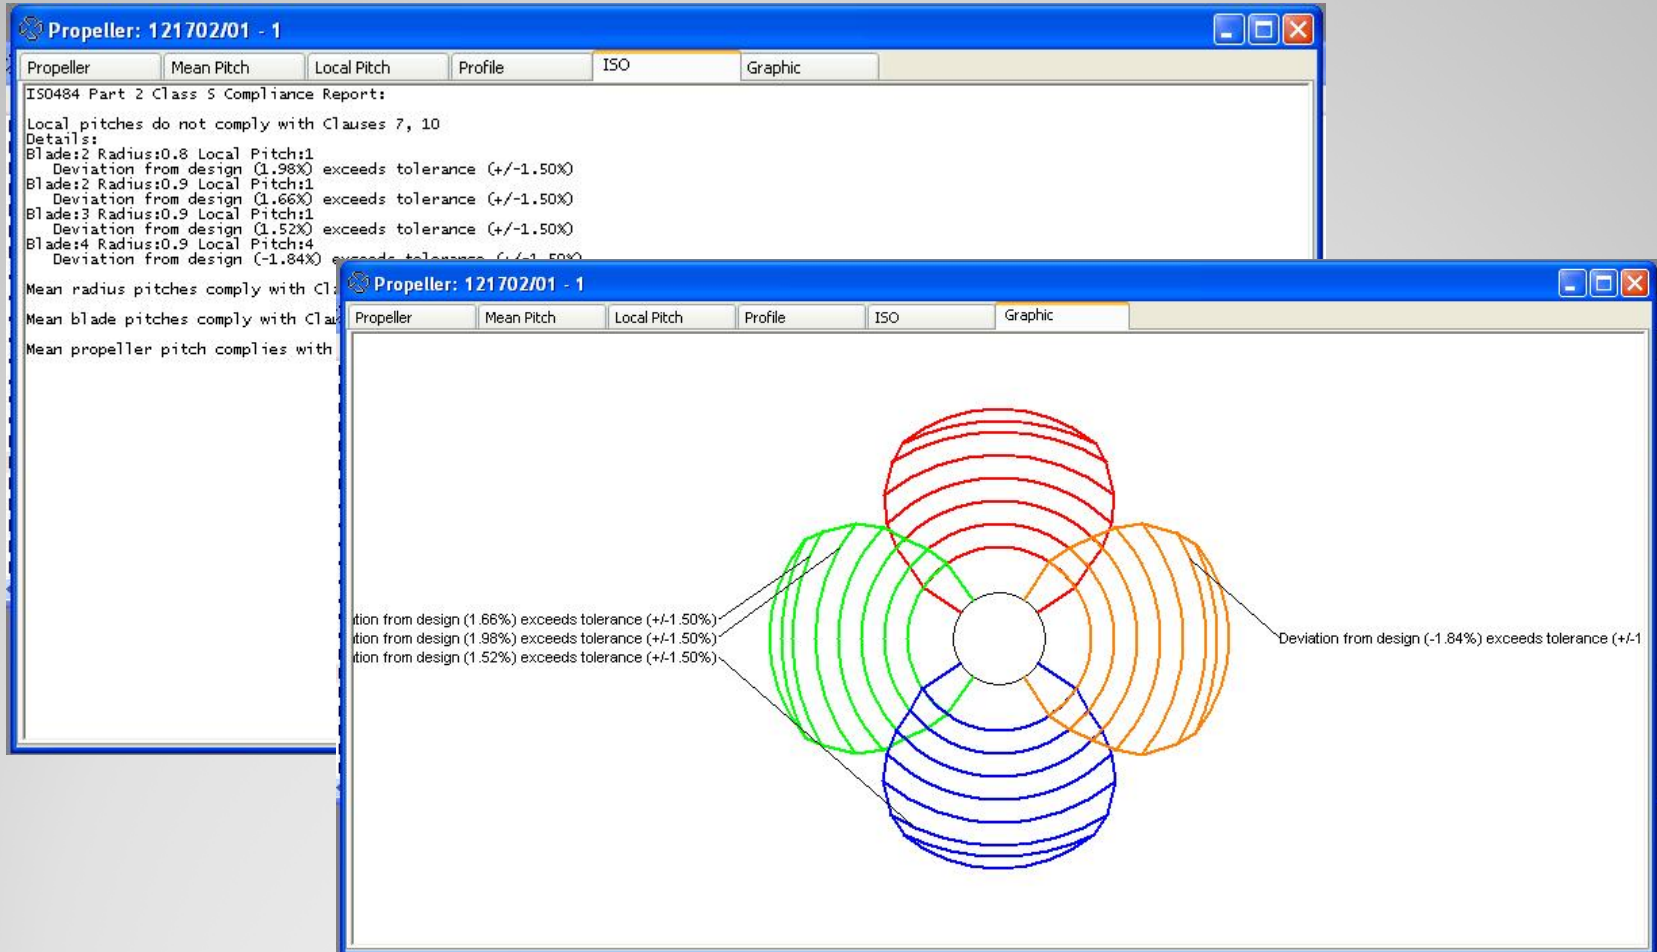 Propeller: 121702/01 - 1
Propeller Mean Pitch Local Pitch Profile ISO Graphic
ISO484 Part 2 Class S Compliance Report:
Local pitches do not comply with Clauses 7, 10
Details:
Blade:2 Radius:0.8 Local Pitch:1
Deviation from design (1.98%) exceeds tolerance (+/-1.50%)
Blade:2 Radius:0.9 Local Pitch:1
Deviation from design (1.66%) exceeds tolerance (+/-1.50%)
Blade:3 Radius:0.9 Local Pitch:1
Deviation from design (1.52%) exceeds tolerance (+/-1.50%)
Blade:4 Radius:0.9 Local Pitch:4
Deviation from design (-1.84%) exceeds tolerance (+/-1.50%)
Mean radius pitches comply with
Mean blade pitches comply with
Mean propeller pitch complies with
Propeller: 121702/01 - 1
Propeller Mean Pitch Local Pitch Profile ISO Graphic
from design (1.66%) exceeds tolerance (+/-1.50%)
from design (1.98%) exceeds tolerance (+/-1.50%)
from design (1.52%) exceeds tolerance (+/-1.50%)
Deviation from design (-1.84%) exceeds tolerance (+/-1